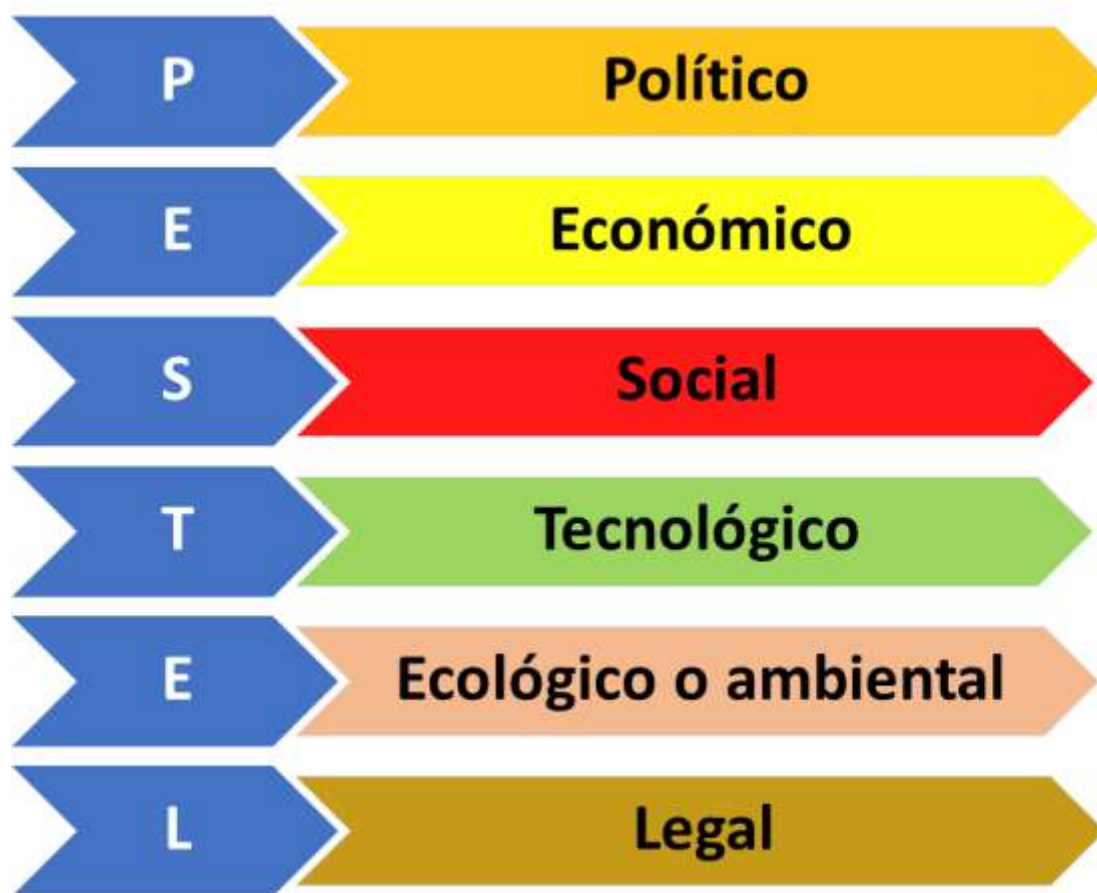 P Político
E Económico
S Social
T Tecnológico
E Ecológico o ambiental
L Legal